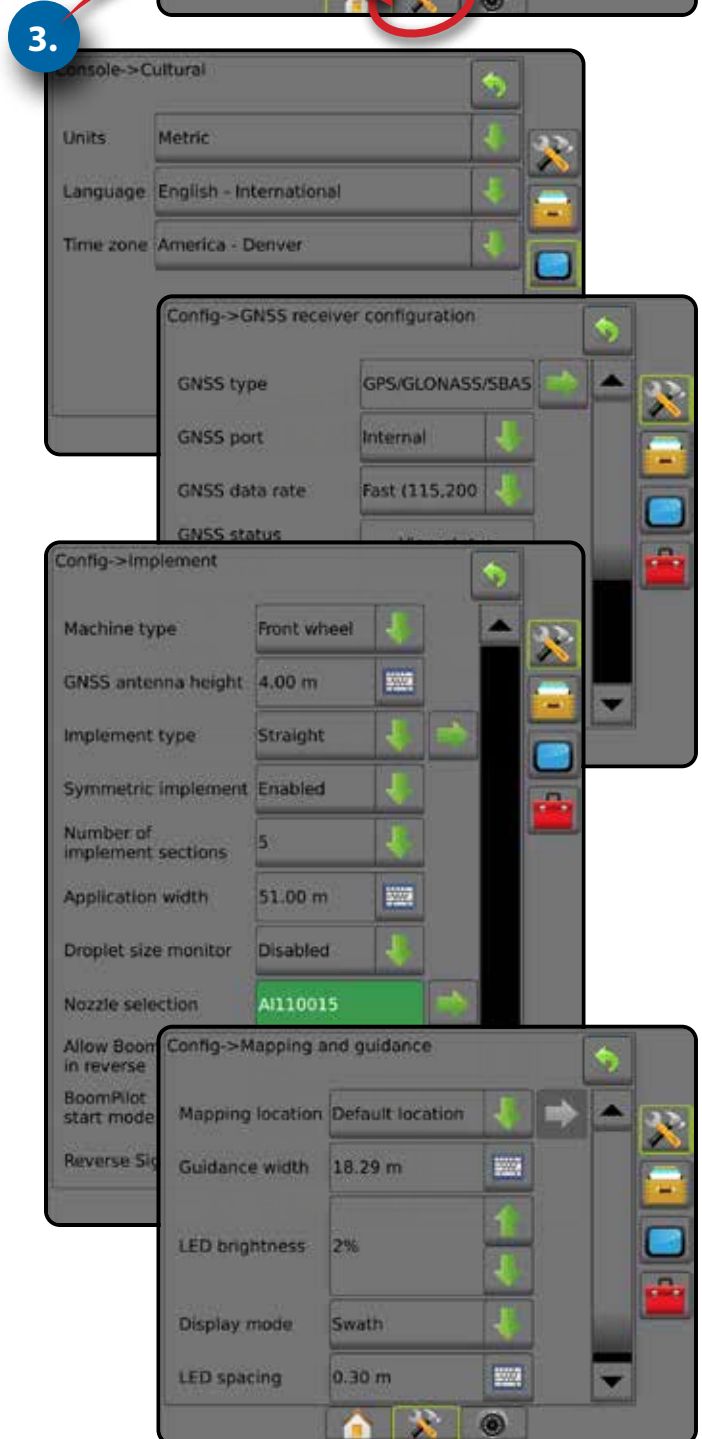 3.
Console->Cultural
Units Metric
Language English - International
Time zone America - Denver
Config->GNSS receiver configuration
GNSS type GPS/GLONASS/SBAS
GNSS port Internal
GNSS data rate Fast (115,200
GNSS status
Config->Implement
Machine type Front wheel
GNSS antenna height 4.00 m
Implement type Straight
Symmetric implement Enabled
Number of
implement sections 5
Application width 51.00 m
Droplet size monitor Disabled
Nozzle selection AI110015
Allow Boom
in reverse
BoomPilot
start mode
Reverse Sig
Config->Mapping and guidance
Mapping location Default location
Guidance width 18.29 m
LED brightness 2%
Display mode Swath
LED spacing 0.30 m